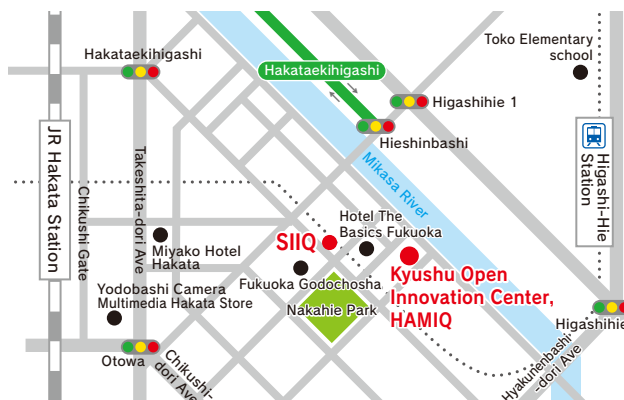 Hakataekihigashi
Hakataekihigashi
Toko Elementary
school
Higashihie 1
Hieshinbashi
JR Hakata Station
Chikushi Gate
Takeshita-dori Ave
Mikasa River
Higashi-Hie
Station
Hotel The
Basics Fukuoka
SIIQ
Miyako Hotel
Hakata
Fukuoka Godochosha
Kyushu Open
Innovation Center,
HAMIQ
Yodobashi Camera
Multimedia Hakata Store
Nakahie Park
Higashihie
Otowa
Chikushi-
dori Ave
Hyakunenbashi
-dori Ave